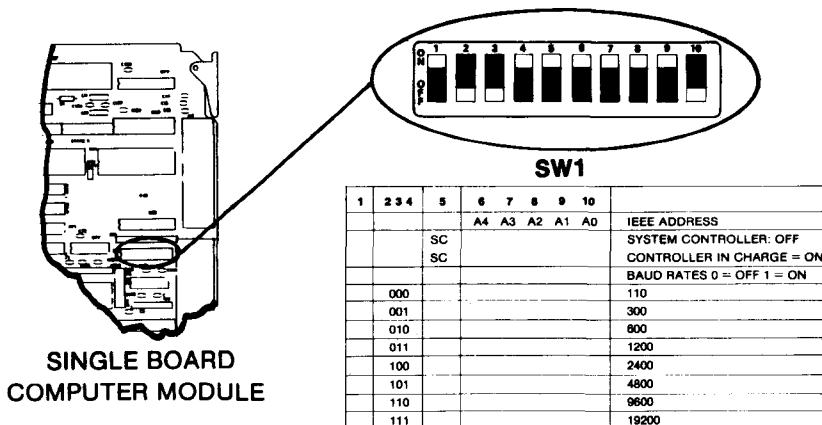 ON
OFF
1 2 3 4 5 6 7 8 9 10
SW1
1 2 3 4 5 6 7 8 9 10
A4 A3 A2 A1 A0 IEEE ADDRESS
SC SYSTEM CONTROLLER: OFF
SC CONTROLLER IN CHARGE = ON
BAUD RATES 0 = OFF 1 = ON
000 110
001 300
010 600
011 1200
100 2400
101 4800
110 9600
111 19200
SINGLE BOARD
COMPUTER MODULE